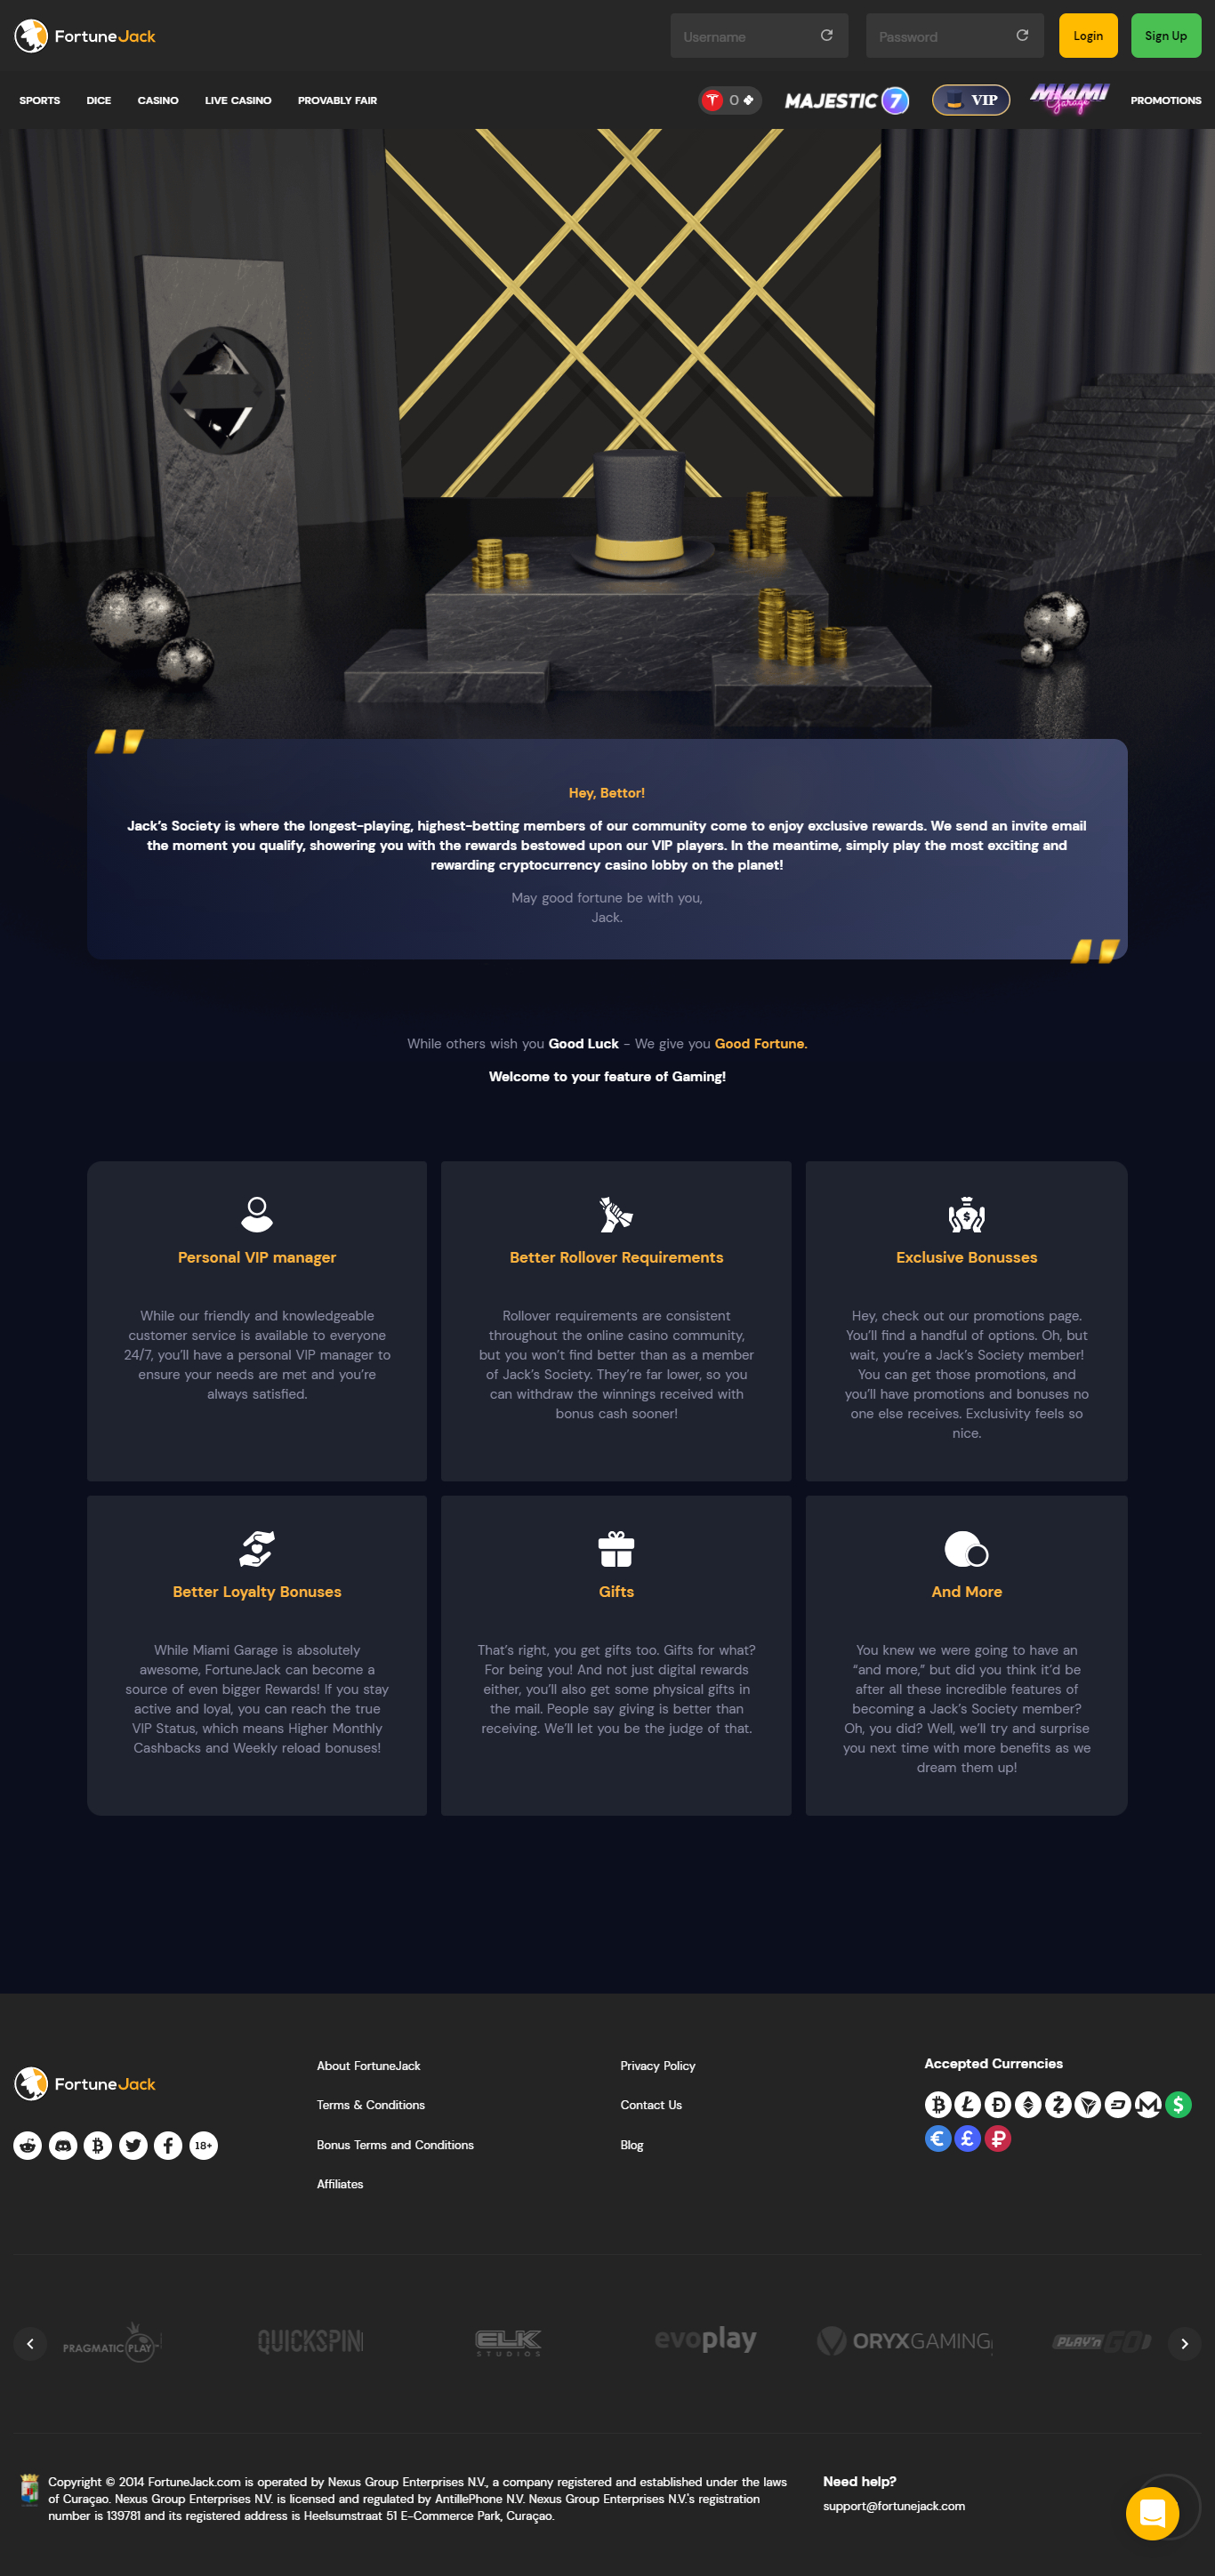 FortuneJack
Username
Password
Login
Sign Up
SPORTS
DICE
CASINO
LIVE CASINO
PROVABLY FAIR
0
MAJESTIC 7
VIP
MIAMI
Garage
PROMOTIONS
Hey, Bettor!
Jack's Society is where the longest-playing, highest-betting members of our community come to enjoy exclusive rewards. We send an invite email
the moment you qualify, showering you with the rewards bestowed upon our VIP players. In the meantime, simply play the most exciting and
rewarding cryptocurrency casino lobby on the planet!
May good fortune be with you,
Jack.
While others wish you Good Luck - We give you Good Fortune.
Welcome to your feature of Gaming!
Personal VIP manager
While our friendly and knowledgeable
customer service is available to everyone
24/7, you'll have a personal VIP manager to
ensure your needs are met and you're
always satisfied.
Better Rollover Requirements
Rollover requirements are consistent
throughout the online casino community,
but you won't find better than as a member
of Jack's Society. They're far lower, so you
can withdraw the winnings received with
bonus cash sooner!
Exclusive Bonusses
Hey, check out our promotions page.
You'll find a handful of options. Oh, but
wait, you're a Jack's Society member!
You can get those promotions, and
you'll have promotions and bonuses no
one else receives. Exclusivity feels so
nice.
Better Loyalty Bonuses
While Miami Garage is absolutely
awesome, FortuneJack can become a
source of even bigger Rewards! If you stay
active and loyal, you can reach the true
VIP Status, which means Higher Monthly
Cashbacks and Weekly reload bonuses!
Gifts
That's right, you get gifts too. Gifts for what?
For being you! And not just digital rewards
either, you'll also get some physical gifts in
the mail. People say giving is better than
receiving. We'll let you be the judge of that.
And More
You knew we were going to have an
“and more,” but did you think it'd be
after all these incredible features of
becoming a Jack's Society member?
Oh, you did? Well, we'll try and surprise
you next time with more benefits as we
dream them up!
FortuneJack
18+
About FortuneJack
Terms & Conditions
Bonus Terms and Conditions
Affiliates
Privacy Policy
Contact Us
Blog
Accepted Currencies
PRAGMATIC PLAY
QUICKSPIN
ELK
STUDIOS
evoplay
ORYXGAMING
PLAY'n GO
Copyright © 2014 FortuneJack.com is operated by Nexus Group Enterprises N.V., a company registered and established under the laws
of Curaçao. Nexus Group Enterprises N.V. is licensed and regulated by AntillePhone N.V. Nexus Group Enterprises N.V.'s registration
number is 139781 and its registered address is Heelsumstraat 51 E-Commerce Park, Curaçao.
Need help?
support@fortunejack.com